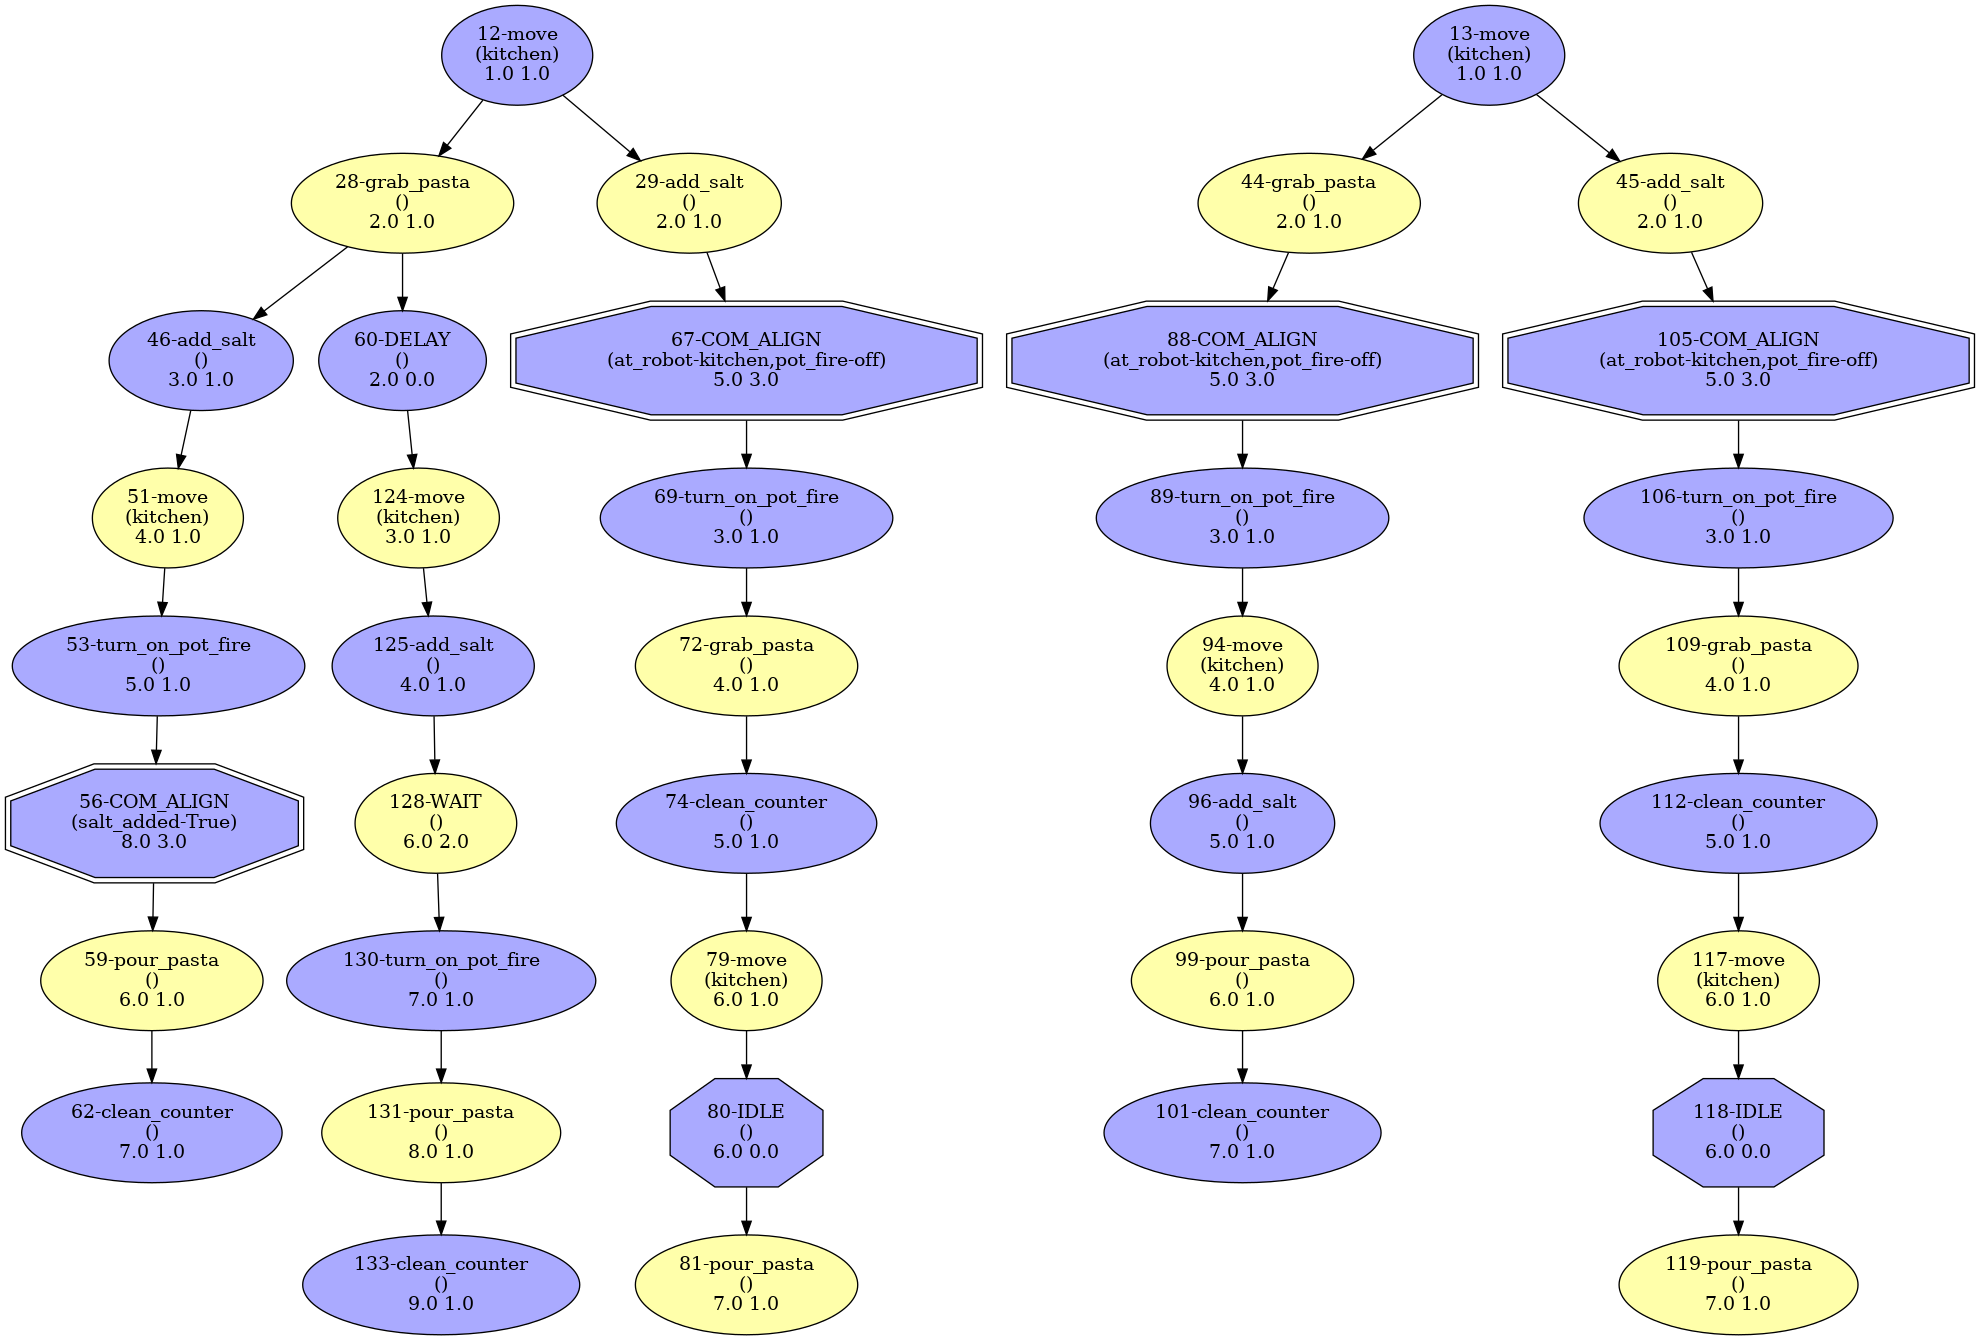 12-move
(kitchen)
1.0 1.0
13-move
(kitchen)
1.0 1.0
28-grab_pasta
()
2.0 1.0
29-add_salt
()
2.0 1.0
44-grab_pasta
()
2.0 1.0
45-add_salt
()
2.0 1.0
46-add_salt
()
3.0 1.0
60-DELAY
()
2.0 0.0
67-COM_ALIGN
(at_robot-kitchen,pot_fire-off)
5.0 3.0
88-COM_ALIGN
(at_robot-kitchen,pot_fire-off)
5.0 3.0
105-COM_ALIGN
(at_robot-kitchen,pot_fire-off)
5.0 3.0
51-move
(kitchen)
4.0 1.0
124-move
(kitchen)
3.0 1.0
69-turn_on_pot_fire
()
3.0 1.0
89-turn_on_pot_fire
()
3.0 1.0
106-turn_on_pot_fire
()
3.0 1.0
53-turn_on_pot_fire
()
5.0 1.0
125-add_salt
()
4.0 1.0
72-grab_pasta
()
4.0 1.0
94-move
(kitchen)
4.0 1.0
109-grab_pasta
()
4.0 1.0
56-COM_ALIGN
(salt_added-True)
8.0 3.0
128-WAIT
()
6.0 2.0
74-clean_counter
()
5.0 1.0
96-add_salt
()
5.0 1.0
112-clean_counter
()
5.0 1.0
59-pour_pasta
()
6.0 1.0
130-turn_on_pot_fire
()
7.0 1.0
79-move
(kitchen)
6.0 1.0
99-pour_pasta
()
6.0 1.0
117-move
(kitchen)
6.0 1.0
62-clean_counter
()
7.0 1.0
131-pour_pasta
()
8.0 1.0
80-IDLE
()
6.0 0.0
101-clean_counter
()
7.0 1.0
118-IDLE
()
6.0 0.0
133-clean_counter
()
9.0 1.0
81-pour_pasta
()
7.0 1.0
119-pour_pasta
()
7.0 1.0